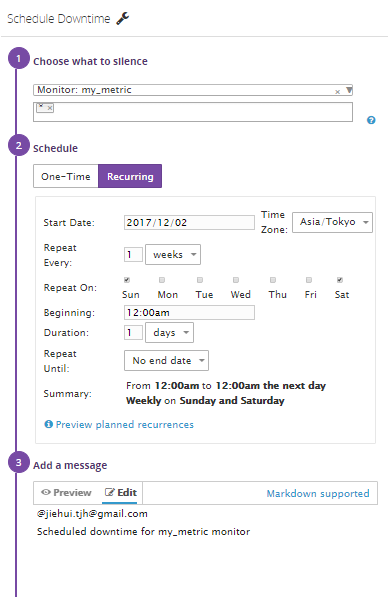 Schedule Downtime
1 Choose what to silence
Monitor: my_metric × ▼
* ×
?
2 Schedule
One-Time Recurring
Start Date: 2017/12/02 Time Zone: Asia/Tokyo
Repeat Every: 1 weeks
Repeat On: Sun Mon Tue Wed Thu Fri Sat
Beginning: 12:00am
Duration: 1 days
Repeat Until: No end date
Summary: From 12:00am to 12:00am the next day
Weekly on Sunday and Saturday
Preview planned recurrences
3 Add a message
Preview Edit Markdown supported
@jiehui.tjh@gmail.com
Scheduled downtime for my_metric monitor